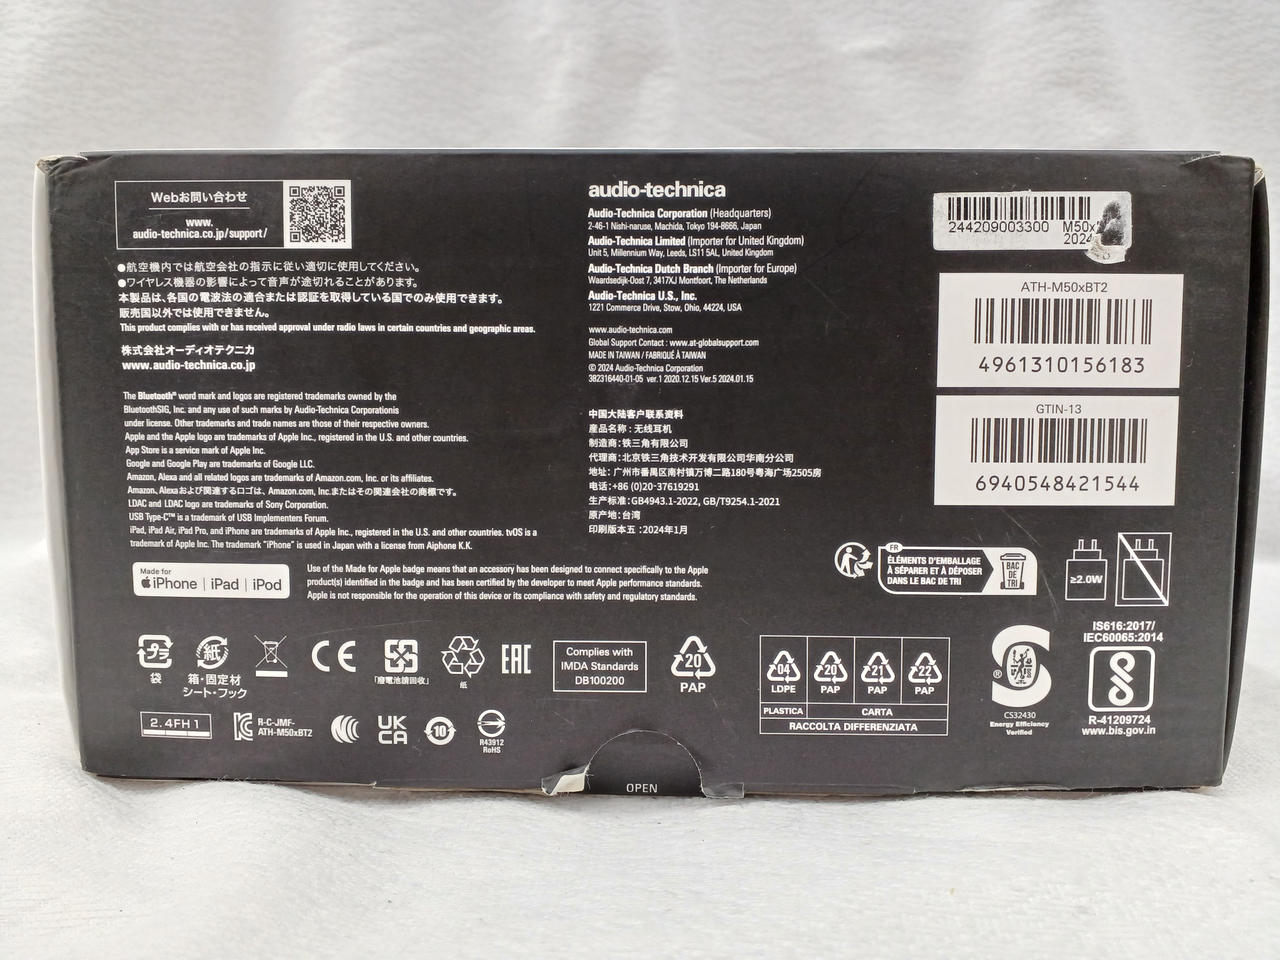 Webお問い合わせ
www.
audio-technica.co.jp/support/
●航空機内では航空会社の指示に従い適切に使用してください。
●ワイヤレス機器の影響によって音声が途切れることがあります。
本製品は、各国の電波法の適合または認証を取得している国でのみ使用できます。
販売国以外では使用できません。
This product complies with or has received approval under radio laws in certain countries and geographic areas.
株式会社オーディオテクニカ
www.audio-technica.co.jp
The Bluetooth® word mark and logos are registered trademarks owned by the
BluetoothSIG, Inc. and any use of such marks by Audio-Technica Corporationis
under license. Other trademarks and trade names are those of their respective owners.
Apple and the Apple logo are trademarks of Apple Inc., registered in the U.S. and other countries.
App Store is a service mark of Apple Inc.
Google and Google Play are trademarks of Google LLC.
Amazon, Alexa and all related logos are trademarks of Amazon.com, Inc. or its affiliates.
Amazon、Alexaおよび関連するロゴは、Amazon.com, Inc.またはその関連会社の商標です。
LDAC and LDAC logo are trademarks of Sony Corporation.
USB Type-C™ is a trademark of USB Implementers Forum.
iPad, iPad Air, iPad Pro, and iPhone are trademarks of Apple Inc., registered in the U.S. and other countries. tvOS is a
trademark of Apple Inc. The trademark "iPhone" is used in Japan with a license from Aiphone K.K.
Made for
iPhone | iPad | iPod
Use of the Made for Apple badge means that an accessory has been designed to connect specifically to the Apple
product(s) identified in the badge and has been certified by the developer to meet Apple performance standards.
Apple is not responsible for the operation of this device or its compliance with safety and regulatory standards.
audio-technica
Audio-Technica Corporation (Headquarters)
2-46-1 Nishi-naruse, Machida, Tokyo 194-8666, Japan
Audio-Technica Limited (Importer for United Kingdom)
Unit 5, Millennium Way, Leeds, LS11 5AL, United Kingdom
Audio-Technica Dutch Branch (Importer for Europe)
Waardsedijk-Oost 7, 3417XJ Montfoort, The Netherlands
Audio-Technica U.S., Inc.
1221 Commerce Drive, Stow, Ohio, 44224, USA
www.audio-technica.com
Global Support Contact : www.at-globalsupport.com
MADE IN TAIWAN / FABRIQUÉ À TAIWAN
© 2024 Audio-Technica Corporation
382316440-01-05 ver.1 2020.12.15 Ver.5 2024.01.15
中国大陆客户联系资料
產品名称：无线耳机
制造商：铁三角有限公司
代理商：北京铁三角技术开发有限公司华南分公司
地址：广州市番禺区南村镇万博二路180号粤海广场2505房
电话：+86 (0)20-37619291
生产标准：GB4943.1-2022, GB/T9254.1-2021
原产地：台湾
印刷版本五：2024年1月
244209003300 M50x
2024
ATH-M50xBT2
4961310156183
GTIN-13
6940548421544
FR
ÉLÉMENTS D'EMBALLAGE
À SÉPARER ET À DÉPOSER
DANS LE BAC DE TRI
BAC
DE
TRI
≥2.0W
プラ
袋
紙
箱・固定材
シート・フック
CE
「廢電池請回收」
紙
EAC
Complies with
IMDA Standards
DB100200
20
PAP
04
LDPE
20
PAP
21
PAP
22
PAP
PLASTICA
CARTA
RACCOLTA DIFFERENZIATA
® S
CS32430
Energy Efficiency
Verified
IS616:2017/
IEC60065:2014
R-41209724
www.bis.gov.in
2.4FH1
R-C-JMF-
ATH-M50xBT2
UK
CA
10
R43912
RoHS
OPEN